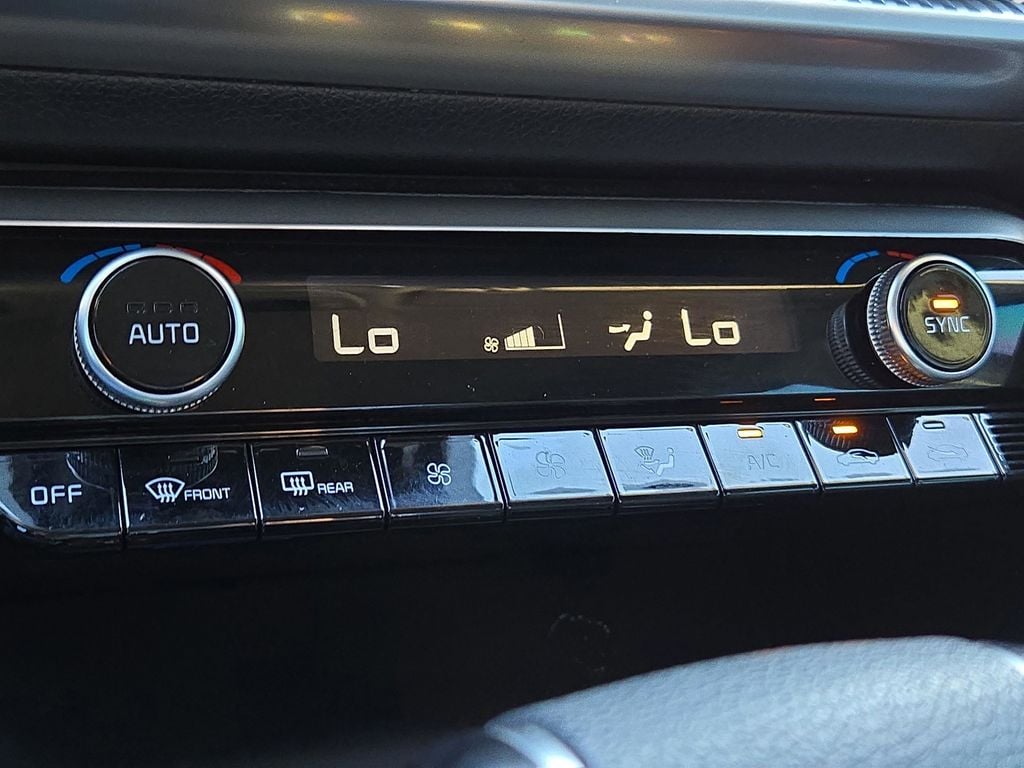 AUTO
Lo
Lo
SYNC
OFF
FRONT
REAR
A/C